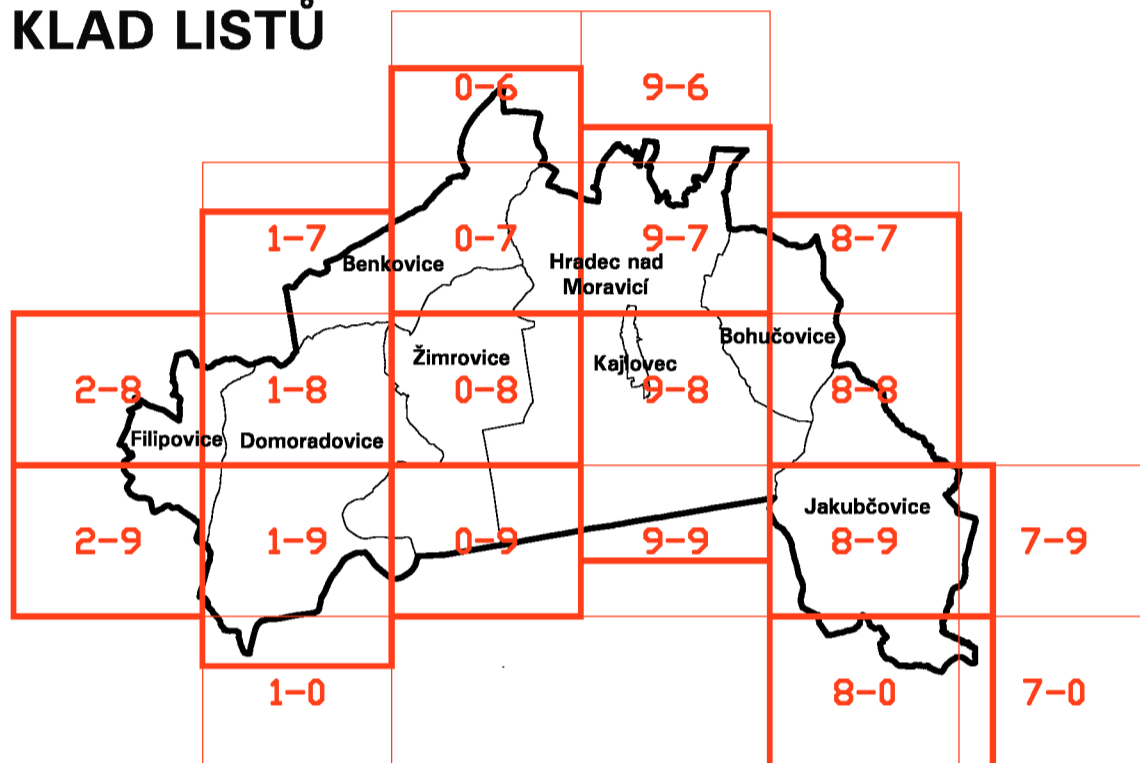 KLAD LISTŮ
0-6
9-6
1-7
0-7
9-7
8-7
Benkovice
Hradec nad
Moravicí
Bohučovice
Žimrovice
Kajlovec
2-8
1-8
0-8
9-8
8-8
Filipovice
Domoradovice
Jakubčovice
2-9
1-9
0-9
9-9
8-9
7-9
1-0
8-0
7-0